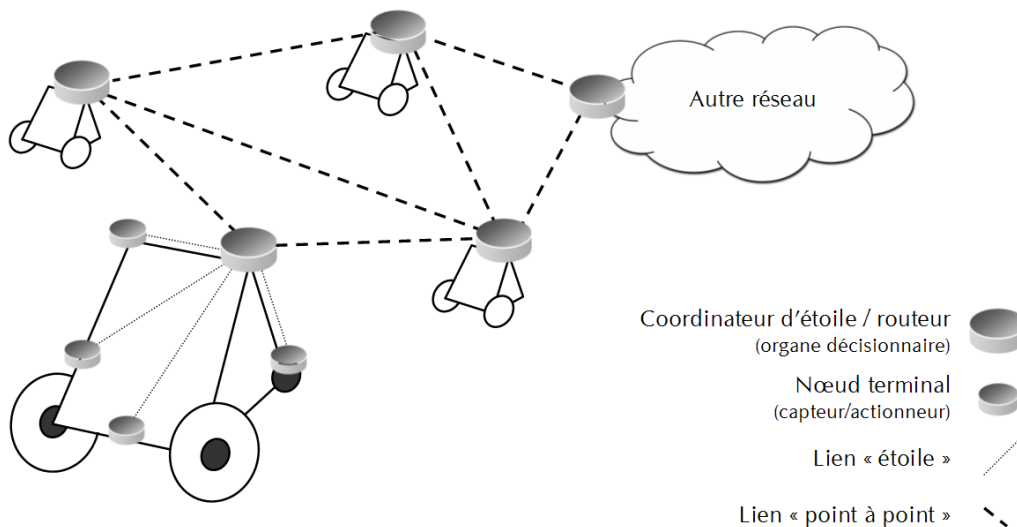 Autre réseau
Coordinateur d'étoile / routeur
(organe décisionnaire)
Nœud terminal
(capteur/actionneur)
Lien « étoile »
Lien « point à point »